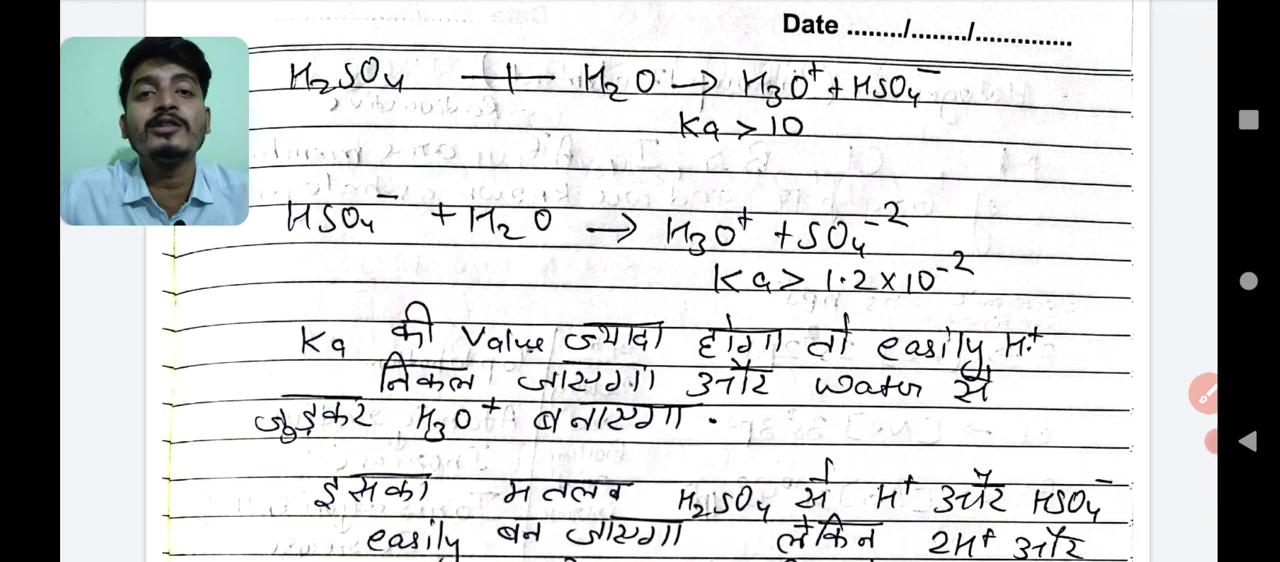 Date ......../......../..............
H₂SO₄ + H₂O → H₃O⁺ + HSO₄⁻
Ka > 10
HSO₄⁻ + H₂O → H₃O⁺ + SO₄⁻²
Ka > 1.2 × 10⁻²
Ka की Value ज्यादा होगा तो easily H⁺
निकल जाएगा और water से
जुड़कर H₃O⁺ बनाएगा .
इसका मतलब H₂SO₄ से H⁺ और HSO₄⁻
easily बन जाएगा लेकिन 2H⁺ और